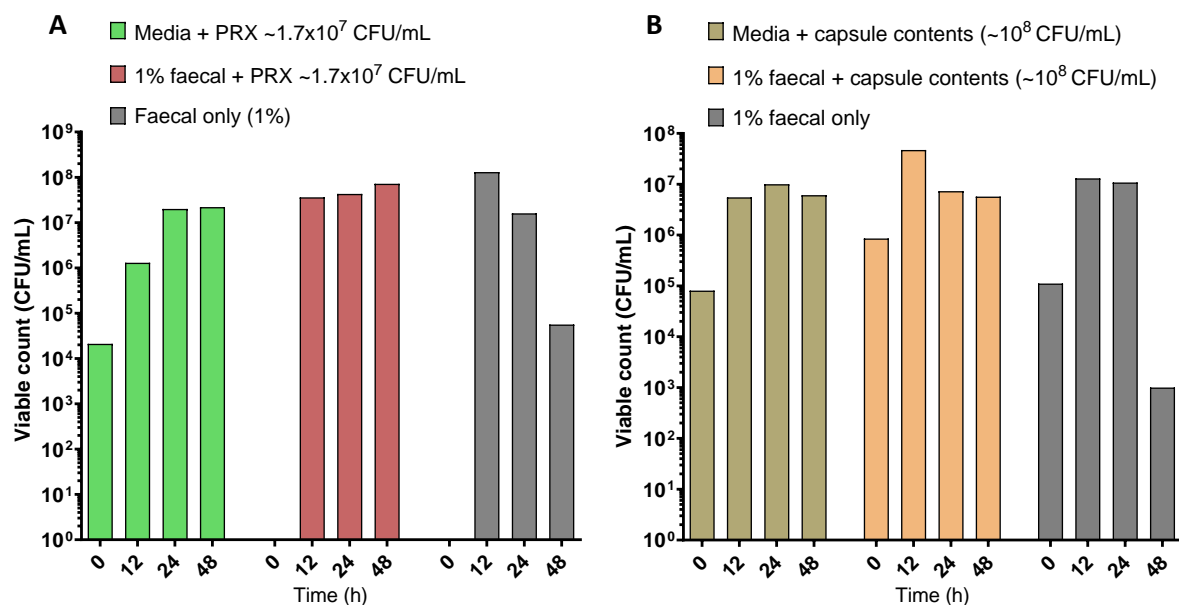 A
Media + PRX ~1.7x10⁷ CFU/mL
1% faecal + PRX ~1.7x10⁷ CFU/mL
Faecal only (1%)
10⁹
10⁸
10⁷
10⁶
10⁵
10⁴
10³
10²
10¹
10⁰
Viable count (CFU/mL)
0 12 24 48 0 12 24 48 0 12 24 48
Time (h)
B
Media + capsule contents (~10⁸ CFU/mL)
1% faecal + capsule contents (~10⁸ CFU/mL)
1% faecal only
10⁸
10⁷
10⁶
10⁵
10⁴
10³
10²
10¹
10⁰
Viable count (CFU/mL)
0 12 24 48 0 12 24 48 0 12 24 48
Time (h)